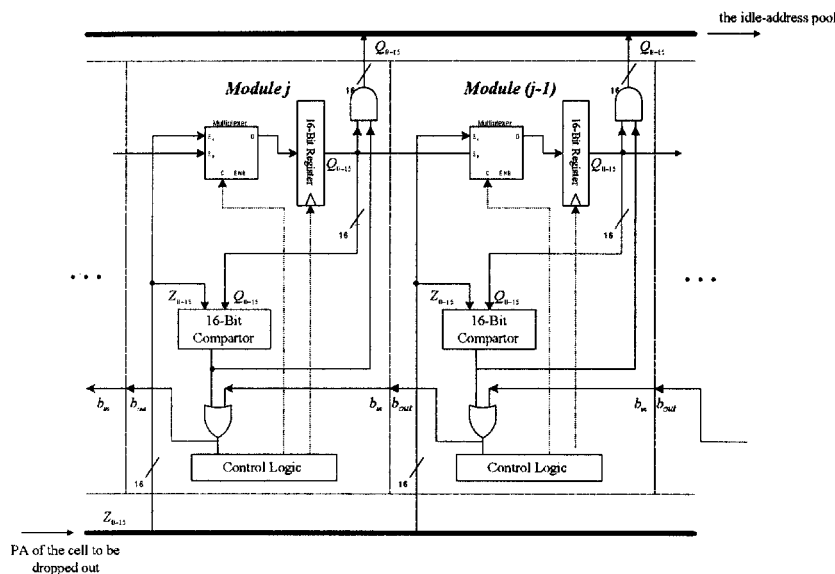 the idle-address pool
Q0-15
Q0-15
16
16
Module j
Module (j-1)
Multiplexer
Multiplexer
16-Bit Register
16-Bit Register
D
D
Q0-15
Q0-15
C ENB
C ENB
16
16
Z0-15
Q0-15
Z0-15
Q0-15
16-Bit
Compartor
16-Bit
Compartor
bin
bout
bin
bout
bin
bout
Control Logic
Control Logic
16
16
Z0-15
PA of the cell to be
dropped out